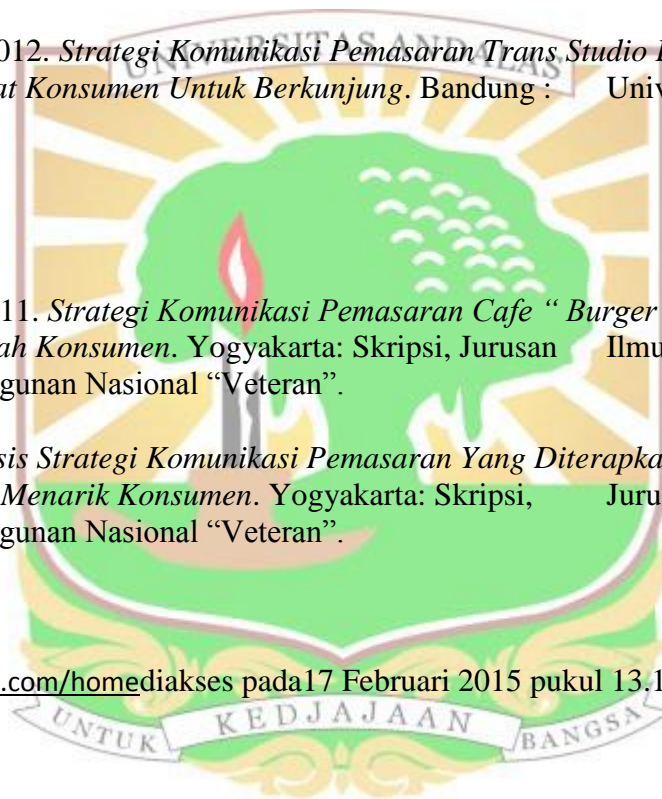 UNIVERSITAS ANDALAS
012. Strategi Komunikasi Pemasaran Trans Studio
at Konsumen Untuk Berkunjung. Bandung : Univ
11. Strategi Komunikasi Pemasaran Cafe “ Burger
ah Konsumen. Yogyakarta: Skripsi, Jurusan Ilmu
gunan Nasional “Veteran”.
sis Strategi Komunikasi Pemasaran Yang Diterapka
Menarik Konsumen. Yogyakarta: Skripsi, Juru
gunan Nasional “Veteran”.
.com/homediakses pada17 Februari 2015 pukul 13.1
UNTUK KEDJAJAAN BANGSA